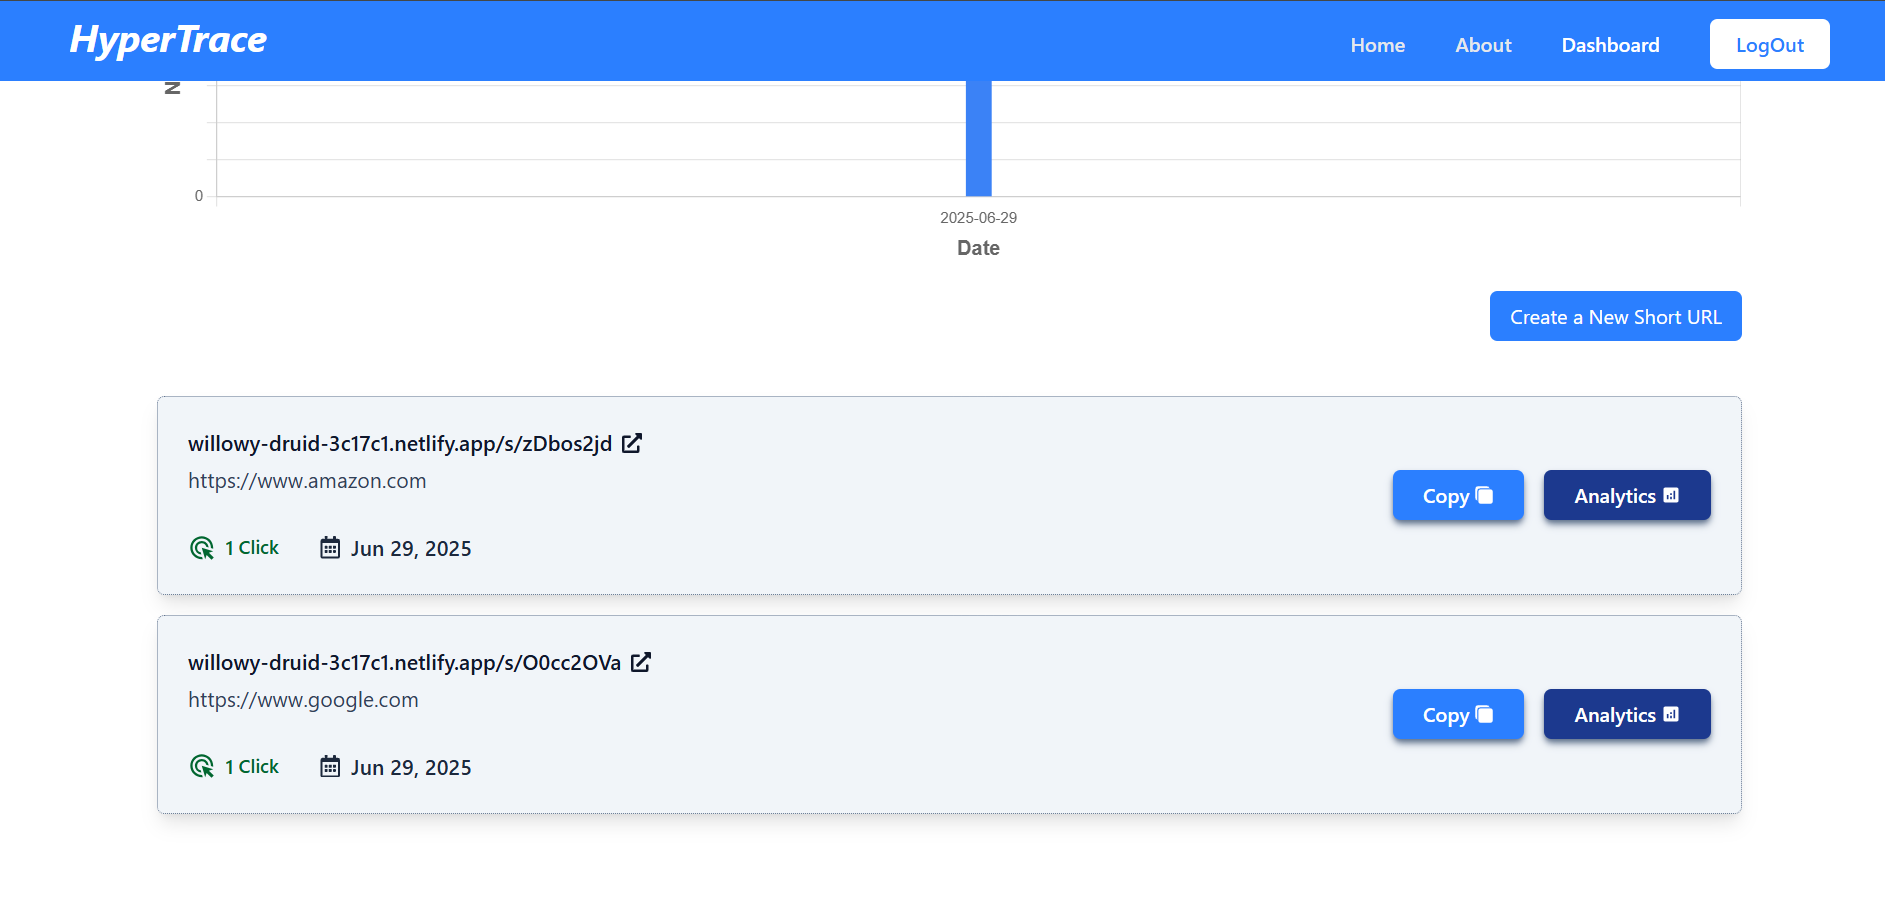 HyperTrace
Home
About
Dashboard
LogOut
N
0
2025-06-29
Date
Create a New Short URL
willowy-druid-3c17c1.netlify.app/s/zDbos2jd
https://www.amazon.com
Copy
Analytics
1 Click
Jun 29, 2025
willowy-druid-3c17c1.netlify.app/s/O0cc2OVa
https://www.google.com
Copy
Analytics
1 Click
Jun 29, 2025